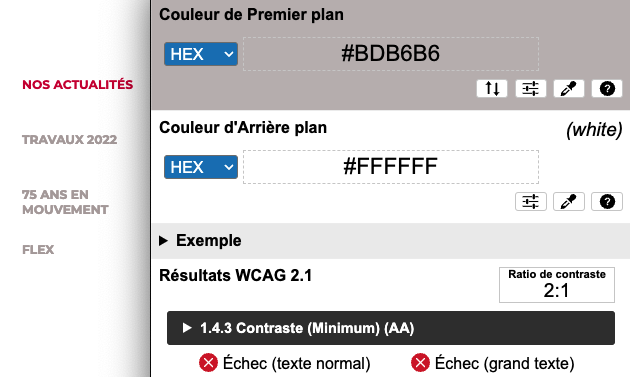 NOS ACTUALITÉS
TRAVAUX 2022
75 ANS EN
MOUVEMENT
FLEX
Couleur de Premier plan
HEX
#BDB6B6
Couleur d'Arrière plan
(white)
HEX
#FFFFFF
Exemple
Résultats WCAG 2.1
Ratio de contraste
2:1
1.4.3 Contraste (Minimum) (AA)
Échec (texte normal)
Échec (grand texte)